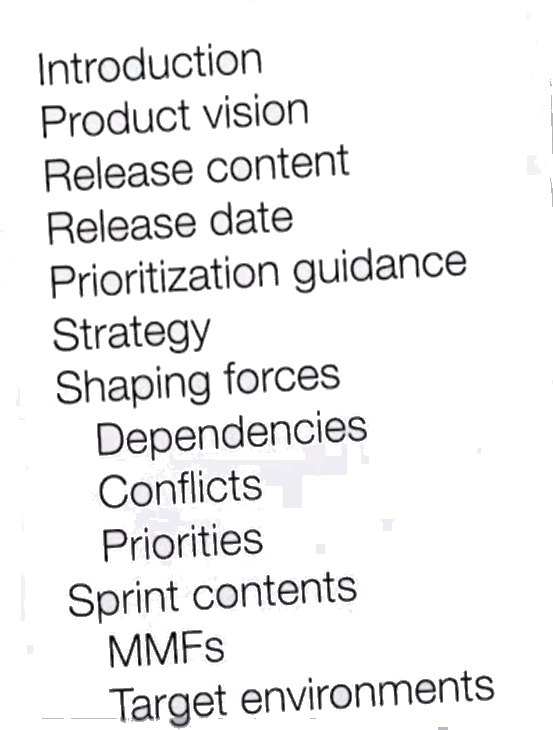 Introduction
Product vision
Release content
Release date
Prioritization guidance
Strategy
Shaping forces
Dependencies
Conflicts
Priorities
Sprint contents
MMFs
Target environments